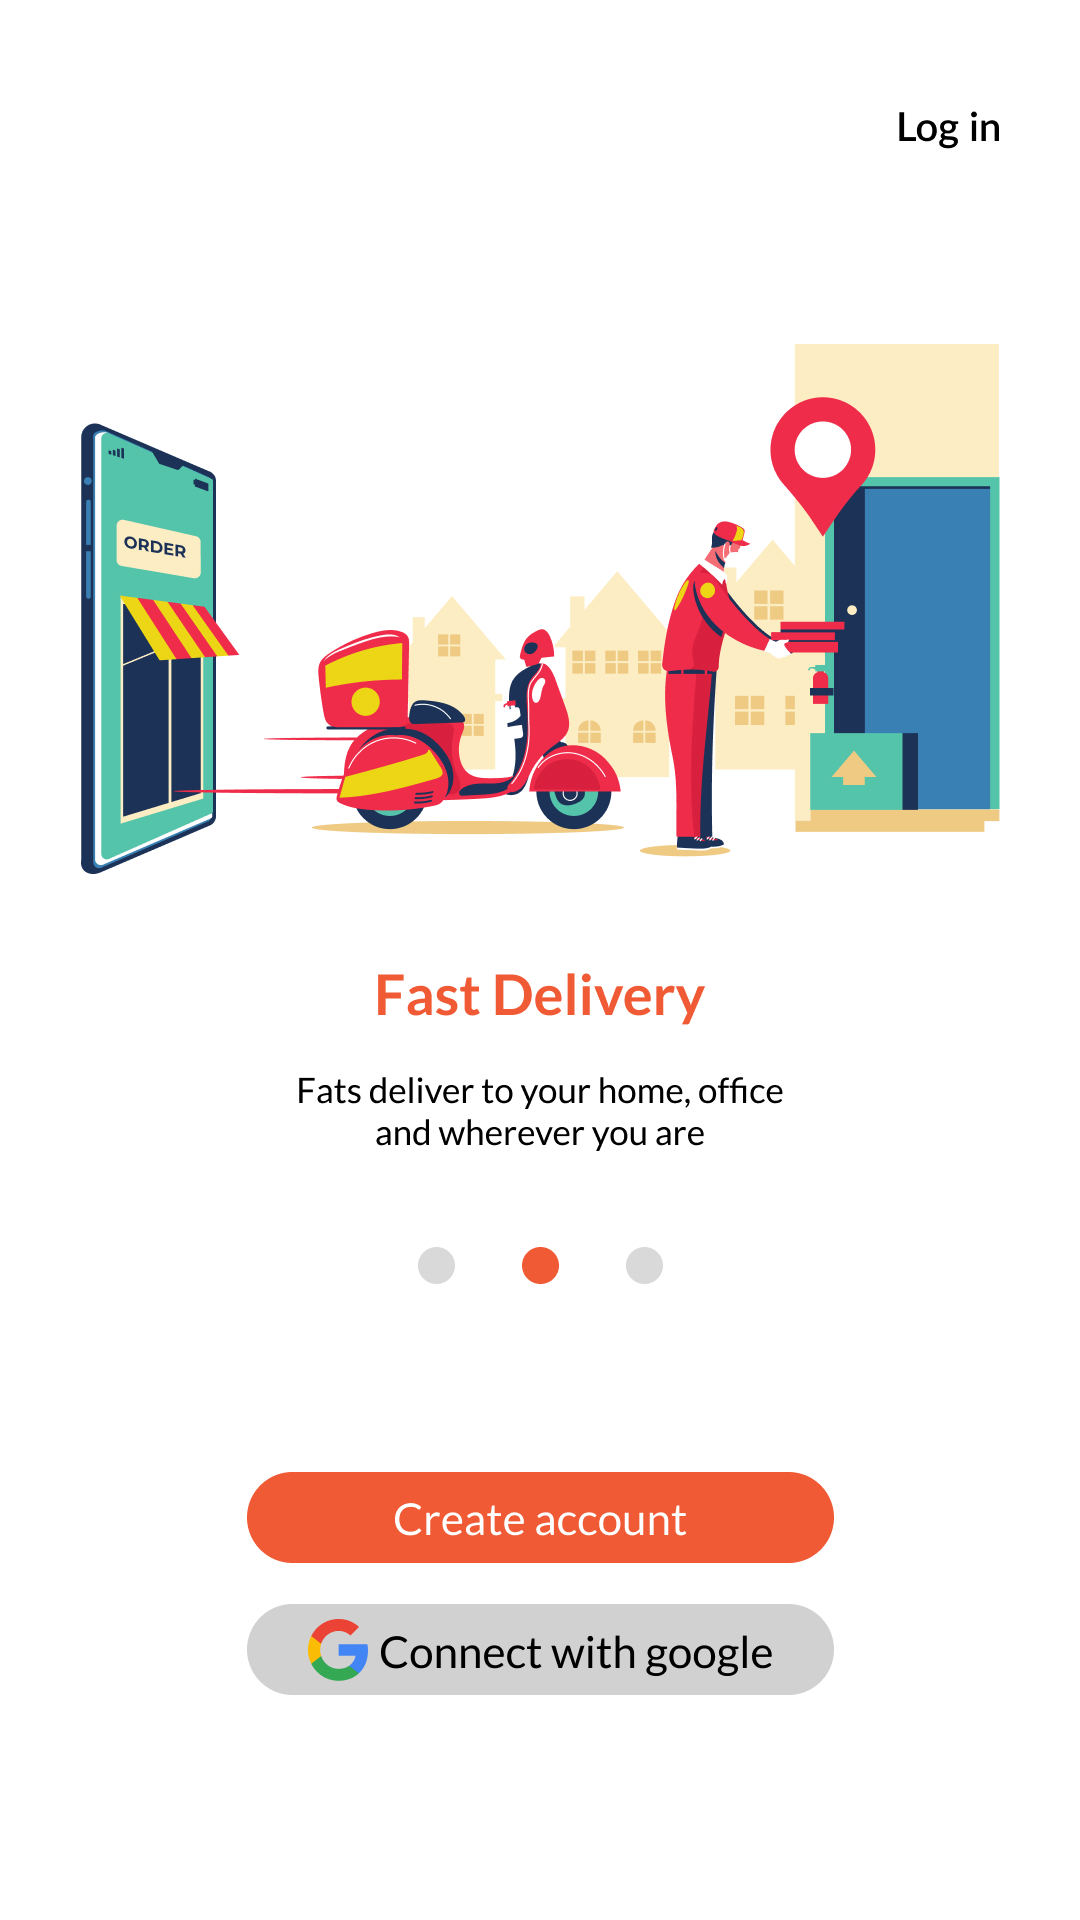 Log in
ORDER
Fast Delivery
Fats deliver to your home, office
and wherever you are
Create account
Connect with google